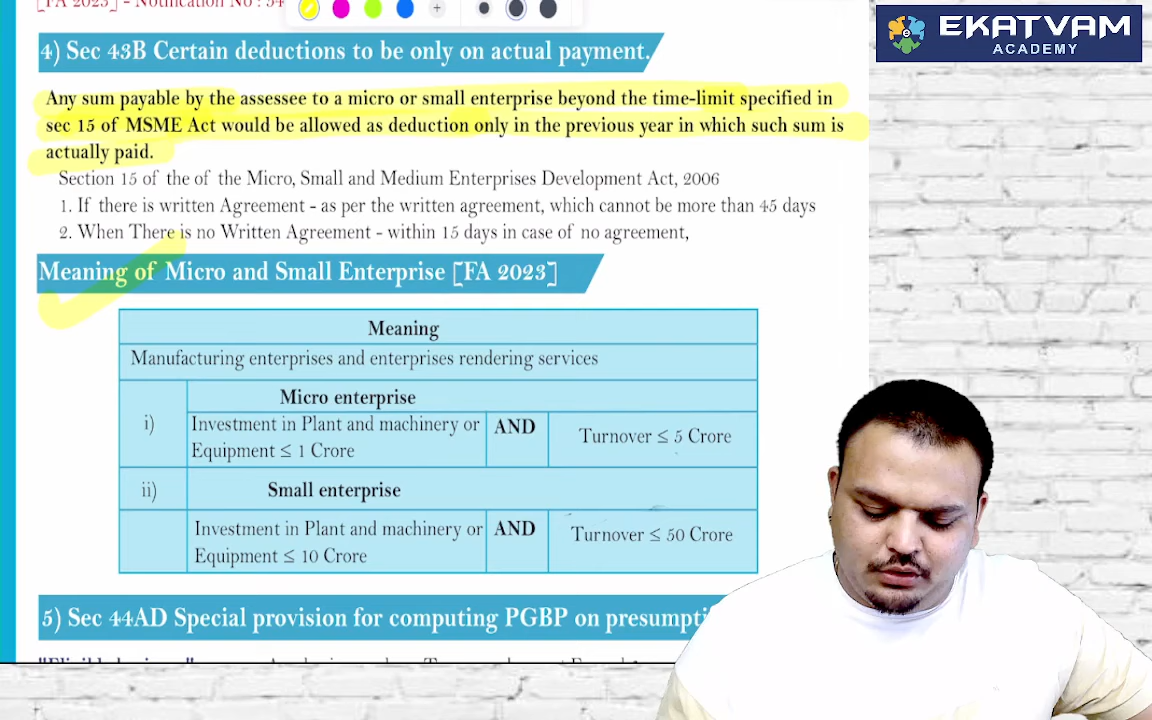 [FA 2023] - Notification No : 54
EKATVAM
ACADEMY
4) Sec 43B Certain deductions to be only on actual payment.
Any sum payable by the assessee to a micro or small enterprise beyond the time-limit specified in
sec 15 of MSME Act would be allowed as deduction only in the previous year in which such sum is
actually paid.
Section 15 of the of the Micro, Small and Medium Enterprises Development Act, 2006
1. If there is written Agreement - as per the written agreement, which cannot be more than 45 days
2. When There is no Written Agreement - within 15 days in case of no agreement,
Meaning of Micro and Small Enterprise [FA 2023]
Meaning
Manufacturing enterprises and enterprises rendering services
Micro enterprise
i)
Investment in Plant and machinery or
Equipment ≤ 1 Crore
AND
Turnover ≤ 5 Crore
ii)
Small enterprise
Investment in Plant and machinery or
Equipment ≤ 10 Crore
AND
Turnover ≤ 50 Crore
5) Sec 44AD Special provision for computing PGBP on